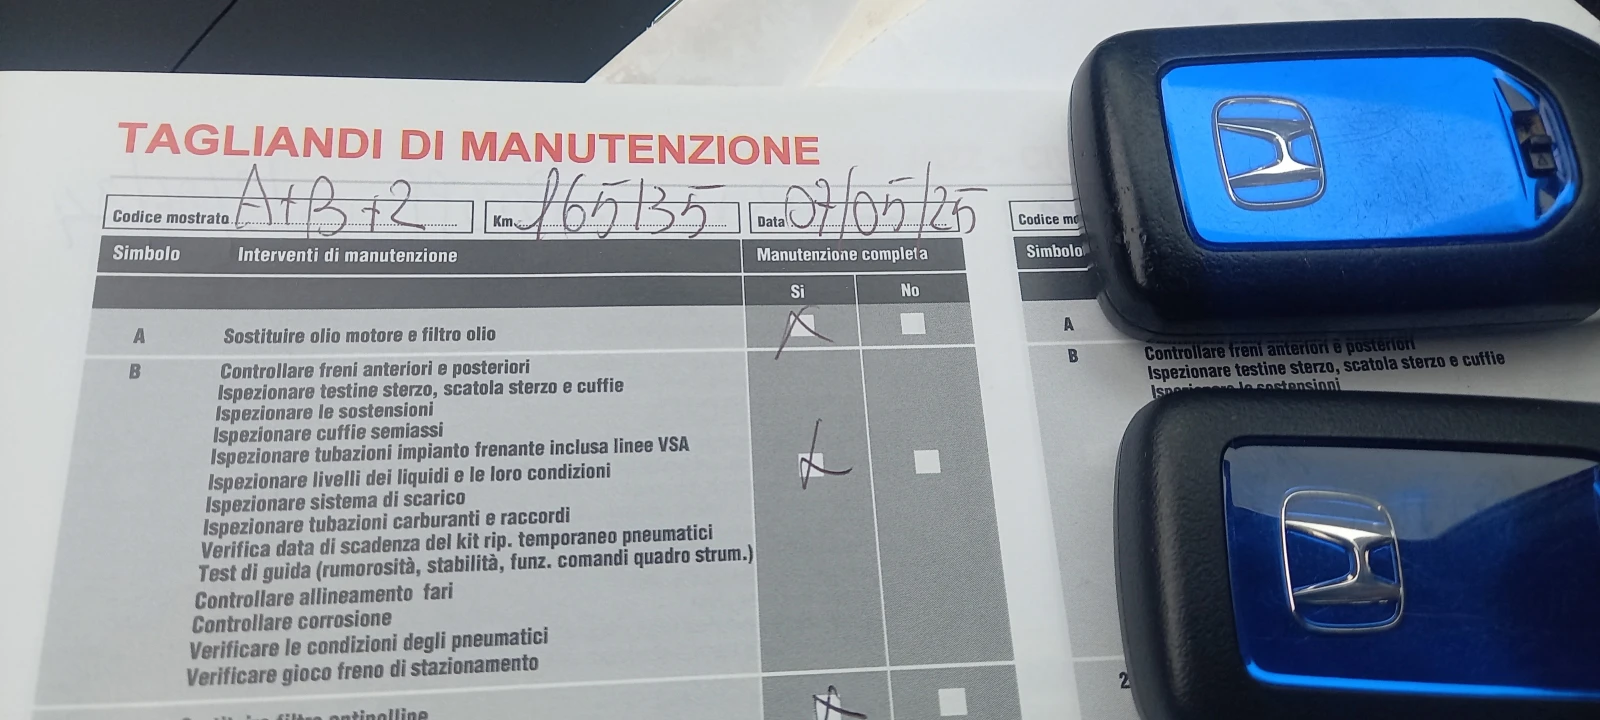 TAGLIANDI DI MANUTENZIONE
Codice mostrato A+B+2 Km. 165135 Data 07/05/25
Simbolo Interventi di manutenzione Manutenzione completa
Si No
A Sostituire olio motore e filtro olio
B Controllare freni anteriori e posteriori
Ispezionare testine sterzo, scatola sterzo e cuffie
Ispezionare le sostensioni
Ispezionare cuffie semiassi
Ispezionare tubazioni impianto frenante inclusa linee VSA
Ispezionare livelli dei liquidi e le loro condizioni
Ispezionare sistema di scarico
Ispezionare tubazioni carburanti e raccordi
Verifica data di scadenza del kit rip. temporaneo pneumatici
Test di guida (rumorosità, stabilità, funz. comandi quadro strum.)
Controllare allineamento fari
Controllare corrosione
Verificare le condizioni degli pneumatici
Verificare gioco freno di stazionamento
filtro antipolline
Codice
Simbolo
A
B Controllare freni anteriori e posteriori
Ispezionare testine sterzo, scatola sterzo e cuffie
le sostensioni
2